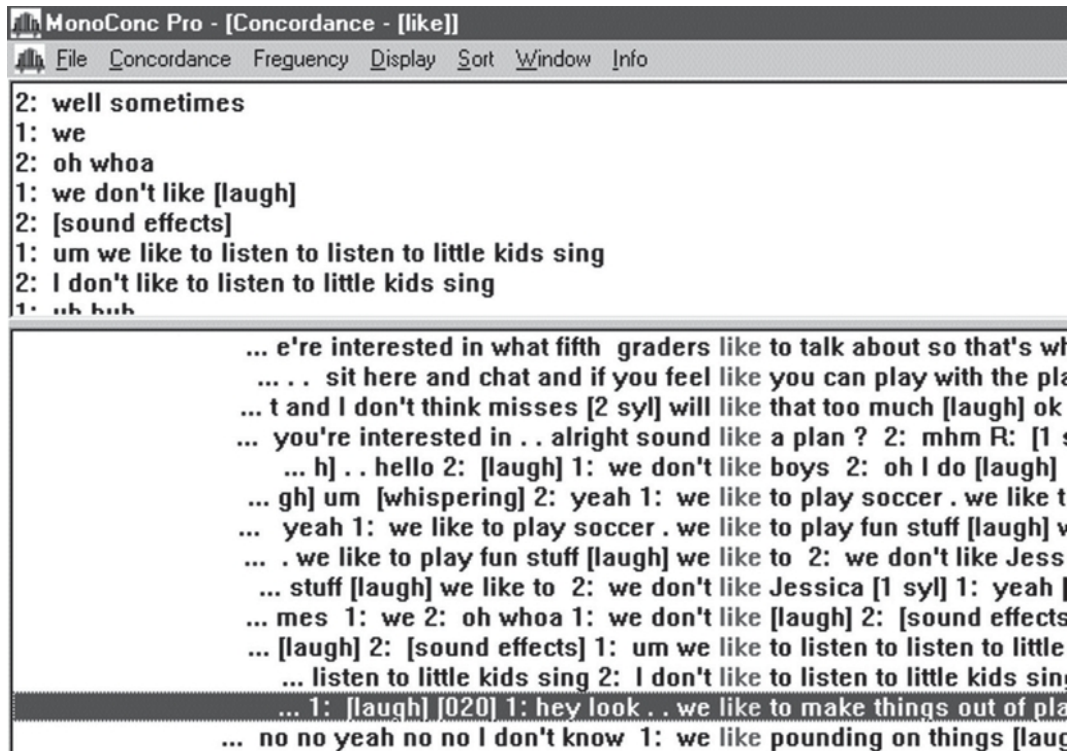 MonoConc Pro - [Concordance - [like]]
File Concordance Freguency Display Sort Window Info
2: well sometimes
1: we
2: oh whoa
1: we don't like [laugh]
2: [sound effects]
1: um we like to listen to listen to little kids sing
2: I don't like to listen to little kids sing
1: uh huh
... e're interested in what fifth graders like to talk about so that's wh
... . . sit here and chat and if you feel like you can play with the pla
... t and I don't think misses [2 syl] will like that too much [laugh] ok
... you're interested in . . alright sound like a plan ? 2: mhm R: [1 s
... h] . . hello 2: [laugh] 1: we don't like boys 2: oh I do [laugh]
... gh] um [whispering] 2: yeah 1: we like to play soccer . we like t
... yeah 1: we like to play soccer . we like to play fun stuff [laugh] w
... . we like to play fun stuff [laugh] we like to 2: we don't like Jess
... stuff [laugh] we like to 2: we don't like Jessica [1 syl] 1: yeah [
... mes 1: we 2: oh whoa 1: we don't like [laugh] 2: [sound effects
... [laugh] 2: [sound effects] 1: um we like to listen to listen to little
... listen to little kids sing 2: I don't like to listen to little kids sing
... 1: [laugh] [020] 1: hey look . . we like to make things out of pla
... no no yeah no no I don't know 1: we like pounding on things [laug